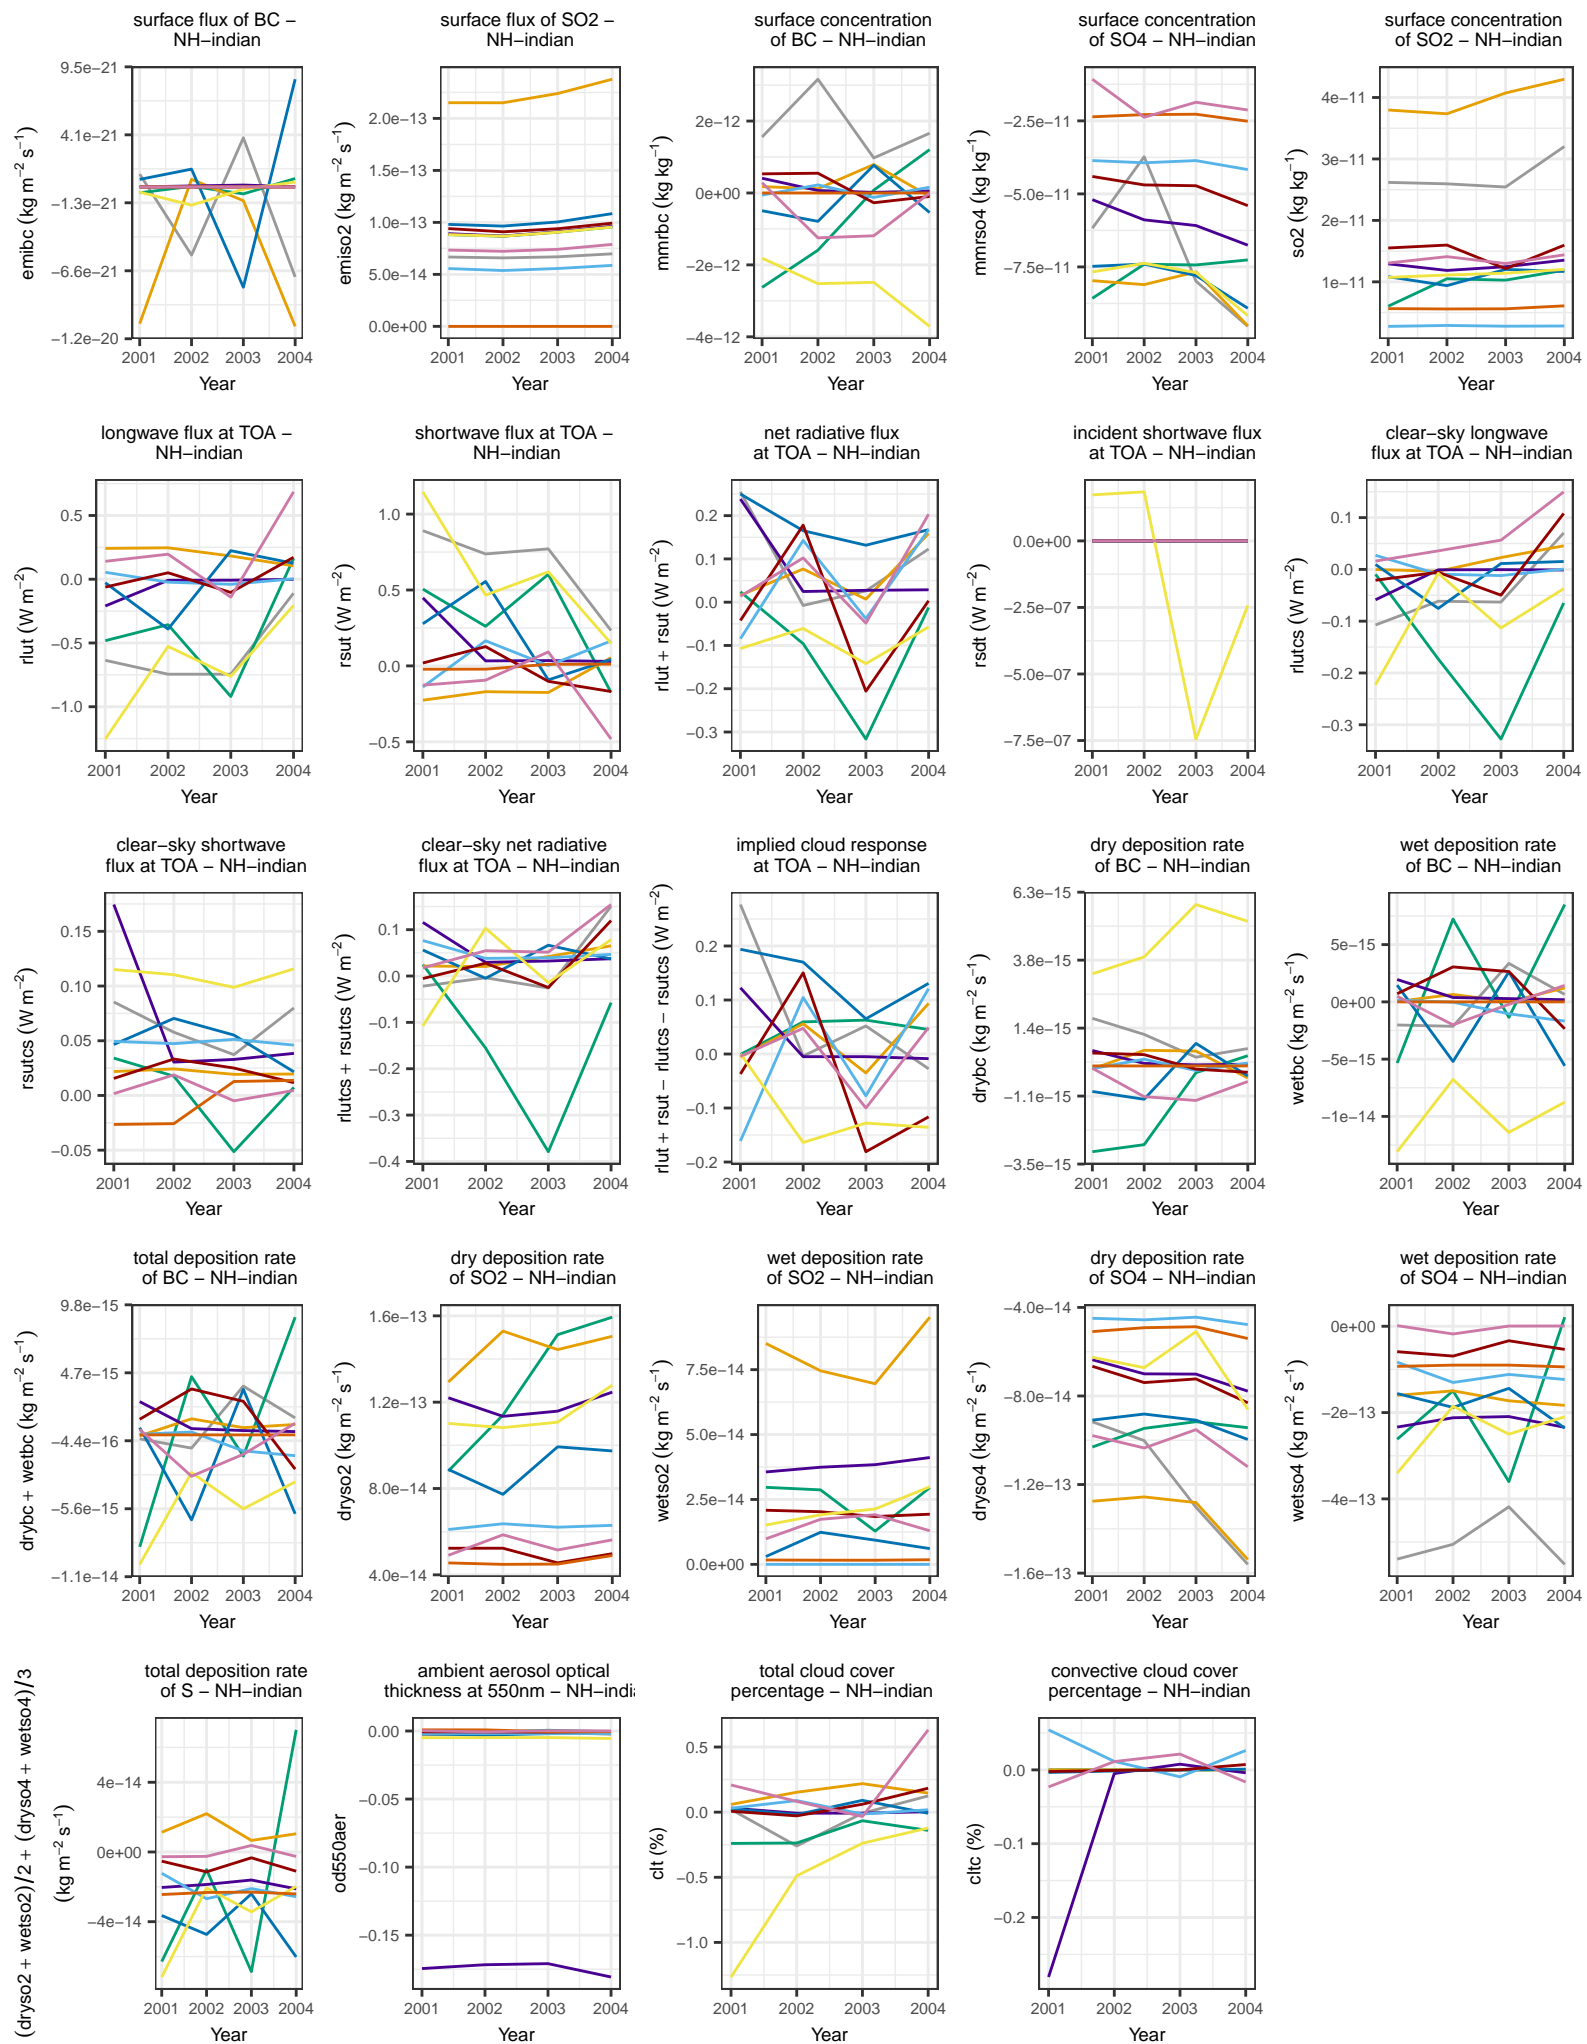 surface flux of BC −
NH−indian
9.5e−21
4.1e−21
−1.3e−21
−6.6e−21
−1.2e−20
emibc (kg m−2 s−1)
2001 2002 2003 2004
Year
surface flux of SO2 −
NH−indian
2.0e−13
1.5e−13
1.0e−13
5.0e−14
0.0e+00
emiso2 (kg m−2 s−1)
2001 2002 2003 2004
Year
surface concentration
of BC − NH−indian
2e−12
0e+00
−2e−12
−4e−12
mmrbc (kg kg−1)
2001 2002 2003 2004
Year
surface concentration
of SO4 − NH−indian
−2.5e−11
−5.0e−11
−7.5e−11
mmrso4 (kg kg−1)
2001 2002 2003 2004
Year
surface concentration
of SO2 − NH−indian
4e−11
3e−11
2e−11
1e−11
so2 (kg kg−1)
2001 2002 2003 2004
Year
longwave flux at TOA −
NH−indian
0.5
0.0
−0.5
−1.0
rlut (W m−2)
2001 2002 2003 2004
Year
shortwave flux at TOA −
NH−indian
1.0
0.5
0.0
−0.5
rsut (W m−2)
2001 2002 2003 2004
Year
net radiative flux
at TOA − NH−indian
0.2
0.1
0.0
−0.1
−0.2
−0.3
rlut + rsut (W m−2)
2001 2002 2003 2004
Year
incident shortwave flux
at TOA − NH−indian
0.0e+00
−2.5e−07
−5.0e−07
−7.5e−07
rsdt (W m−2)
2001 2002 2003 2004
Year
clear−sky longwave
flux at TOA − NH−indian
0.1
0.0
−0.1
−0.2
−0.3
rlutcs (W m−2)
2001 2002 2003 2004
Year
clear−sky shortwave
flux at TOA − NH−indian
0.15
0.10
0.05
0.00
−0.05
rsutcs (W m−2)
2001 2002 2003 2004
Year
clear−sky net radiative
flux at TOA − NH−indian
0.1
0.0
−0.1
−0.2
−0.3
−0.4
rlutcs + rsutcs (W m−2)
2001 2002 2003 2004
Year
implied cloud response
at TOA − NH−indian
0.2
0.1
0.0
−0.1
−0.2
rlut + rsut − rlutcs − rsutcs (W m−2)
2001 2002 2003 2004
Year
dry deposition rate
of BC − NH−indian
6.3e−15
3.8e−15
1.4e−15
−1.1e−15
−3.5e−15
drybc (kg m−2 s−1)
2001 2002 2003 2004
Year
wet deposition rate
of BC − NH−indian
5e−15
0e+00
−5e−15
−1e−14
wetbc (kg m−2 s−1)
2001 2002 2003 2004
Year
total deposition rate
of BC − NH−indian
9.8e−15
4.7e−15
−4.4e−16
−5.6e−15
−1.1e−14
drybc + wetbc (kg m−2 s−1)
2001 2002 2003 2004
Year
dry deposition rate
of SO2 − NH−indian
1.6e−13
1.2e−13
8.0e−14
4.0e−14
dryso2 (kg m−2 s−1)
2001 2002 2003 2004
Year
wet deposition rate
of SO2 − NH−indian
7.5e−14
5.0e−14
2.5e−14
0.0e+00
wetso2 (kg m−2 s−1)
2001 2002 2003 2004
Year
dry deposition rate
of SO4 − NH−indian
−4.0e−14
−8.0e−14
−1.2e−13
−1.6e−13
dryso4 (kg m−2 s−1)
2001 2002 2003 2004
Year
wet deposition rate
of SO4 − NH−indian
0e+00
−2e−13
−4e−13
wetso4 (kg m−2 s−1)
2001 2002 2003 2004
Year
total deposition rate
of S − NH−indian
4e−14
0e+00
−4e−14
(dryso2 + wetso2)/2 + (dryso4 + wetso4)/3
(kg m−2 s−1)
2001 2002 2003 2004
Year
ambient aerosol optical
thickness at 550nm − NH−indi
0.00
−0.05
−0.10
−0.15
od550aer
2001 2002 2003 2004
Year
total cloud cover
percentage − NH−indian
0.5
0.0
−0.5
−1.0
clt (%)
2001 2002 2003 2004
Year
convective cloud cover
percentage − NH−indian
0.0
−0.1
−0.2
cltc (%)
2001 2002 2003 2004
Year